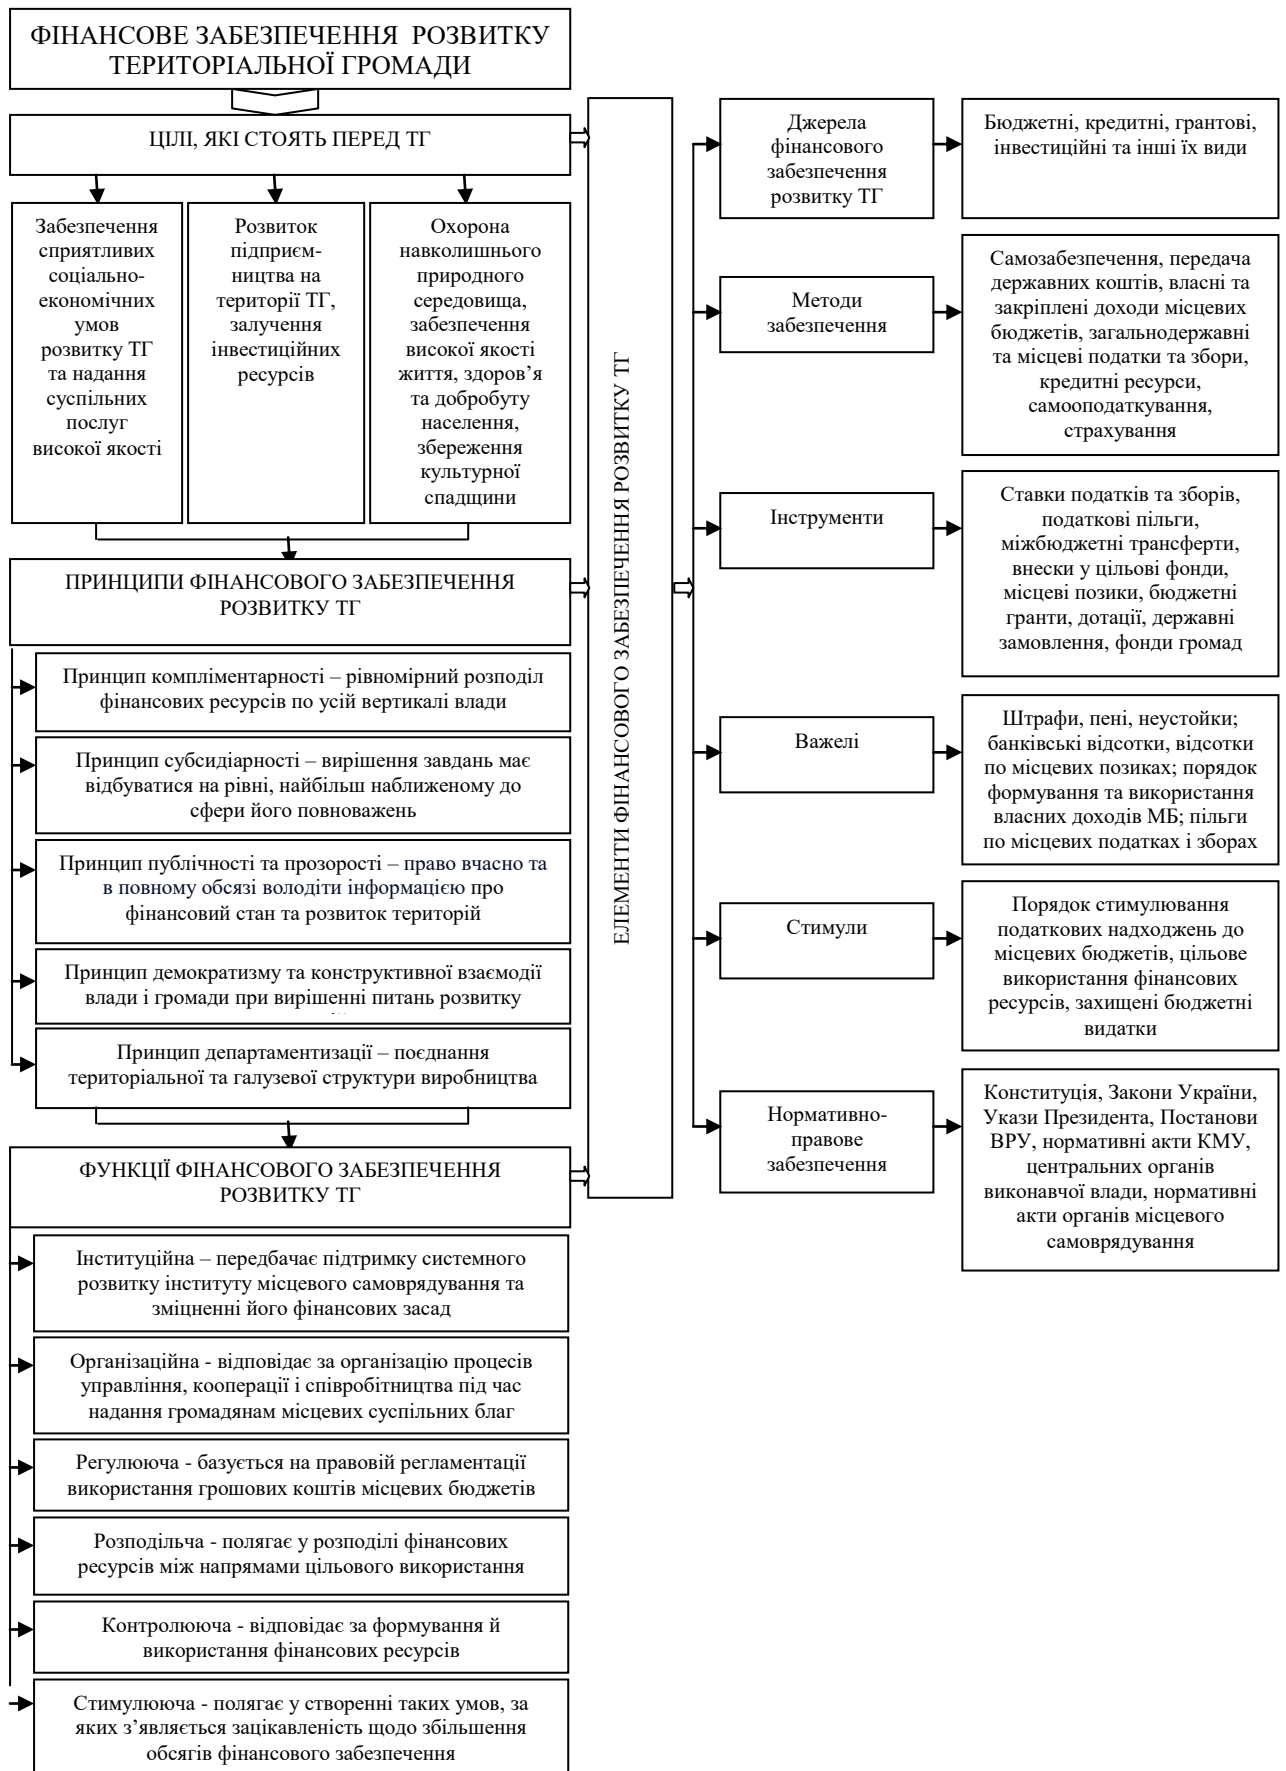 ФІНАНСОВЕ ЗАБЕЗПЕЧЕННЯ РОЗВИТКУ
ТЕРИТОРІАЛЬНОЇ ГРОМАДИ
ЦІЛІ, ЯКІ СТОЯТЬ ПЕРЕД ТГ
Забезпечення
сприятливих
соціально-
економічних
умов
розвитку ТГ
та надання
суспільних
послуг
високої якості
Розвиток
підприєм-
ництва на
території ТГ,
залучення
інвестиційних
ресурсів
Охорона
навколишнього
природного
середовища,
забезпечення
високої якості
життя, здоров’я
та добробуту
населення,
збереження
культурної
спадщини
ПРИНЦИПИ ФІНАНСОВОГО ЗАБЕЗПЕЧЕННЯ
РОЗВИТКУ ТГ
Принцип компліментарності – рівномірний розподіл
фінансових ресурсів по усій вертикалі влади
Принцип субсидіарності – вирішення завдань має
відбуватися на рівні, найбільш наближеному до
сфери його повноважень
Принцип публічності та прозорості – право вчасно та
в повному обсязі володіти інформацією про
фінансовий стан та розвиток територій
Принцип демократизму та конструктивної взаємодії
влади і громади при вирішенні питань розвитку
Принцип департаментизації – поєднання
територіальної та галузевої структури виробництва
ФУНКЦІЇ ФІНАНСОВОГО ЗАБЕЗПЕЧЕННЯ
РОЗВИТКУ ТГ
Інституційна – передбачає підтримку системного
розвитку інституту місцевого самоврядування та
зміцненні його фінансових засад
Організаційна - відповідає за організацію процесів
управління, кооперації і співробітництва під час
надання громадянам місцевих суспільних благ
Регулююча - базується на правовій регламентації
використання грошових коштів місцевих бюджетів
Розподільча - полягає у розподілі фінансових
ресурсів між напрямами цільового використання
Контролююча - відповідає за формування й
використання фінансових ресурсів
Стимулююча - полягає у створенні таких умов, за
яких з’являється зацікавленість щодо збільшення
обсягів фінансового забезпечення
ЕЛЕМЕНТИ ФІНАНСОВОГО ЗАБЕЗПЕЧЕННЯ РОЗВИТКУ ТГ
Джерела
фінансового
забезпечення
розвитку ТГ
Бюджетні, кредитні, грантові,
інвестиційні та інші їх види
Методи
забезпечення
Самозабезпечення, передача
державних коштів, власні та
закріплені доходи місцевих
бюджетів, загальнодержавні
та місцеві податки та збори,
кредитні ресурси,
самооподаткування,
страхування
Інструменти
Ставки податків та зборів,
податкові пільги,
міжбюджетні трансферти,
внески у цільові фонди,
місцеві позики, бюджетні
гранти, дотації, державні
замовлення, фонди громад
Важелі
Штрафи, пені, неустойки;
банківські відсотки, відсотки
по місцевих позиках; порядок
формування та використання
власних доходів МБ; пільги
по місцевих податках і зборах
Стимули
Порядок стимулювання
податкових надходжень до
місцевих бюджетів, цільове
використання фінансових
ресурсів, захищені бюджетні
видатки
Нормативно-
правове
забезпечення
Конституція, Закони України,
Укази Президента, Постанови
ВРУ, нормативні акти КМУ,
центральних органів
виконавчої влади, нормативні
акти органів місцевого
самоврядування